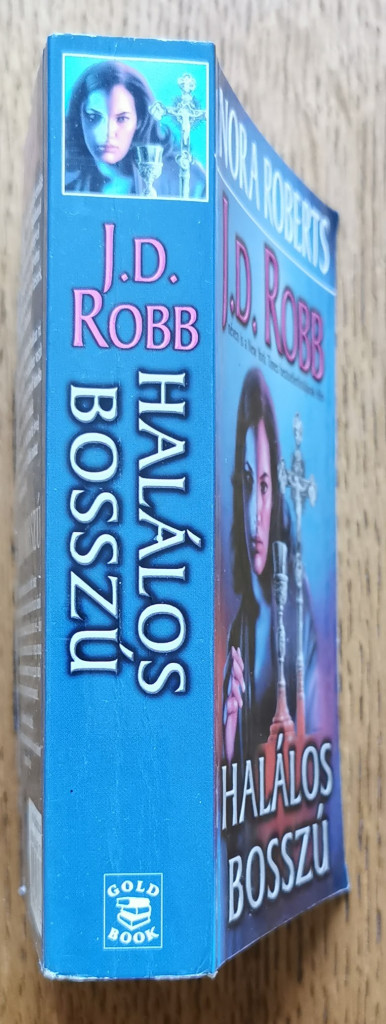 J.D.
ROBB
HALÁLOS
BOSSZÚ
GOLD
BOOK
NORA ROBERTS
J.D. ROBB
HALÁLOS
BOSSZÚ